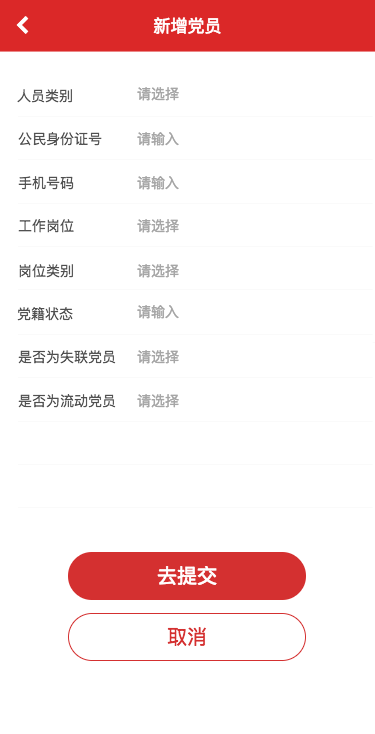 新增党员
人员类别 请选择
公民身份证号 请输入
手机号码 请输入
工作岗位 请选择
岗位类别 请选择
党籍状态 请输入
是否为失联党员 请选择
是否为流动党员 请选择
去提交
取消